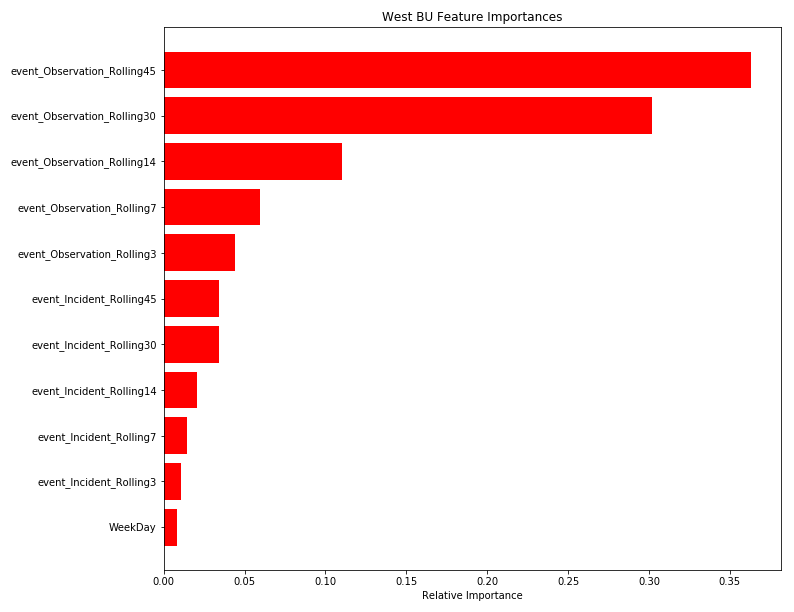 West BU Feature Importances
event_Observation_Rolling45
event_Observation_Rolling30
event_Observation_Rolling14
event_Observation_Rolling7
event_Observation_Rolling3
event_Incident_Rolling45
event_Incident_Rolling30
event_Incident_Rolling14
event_Incident_Rolling7
event_Incident_Rolling3
WeekDay
0.00 0.05 0.10 0.15 0.20 0.25 0.30 0.35
Relative Importance